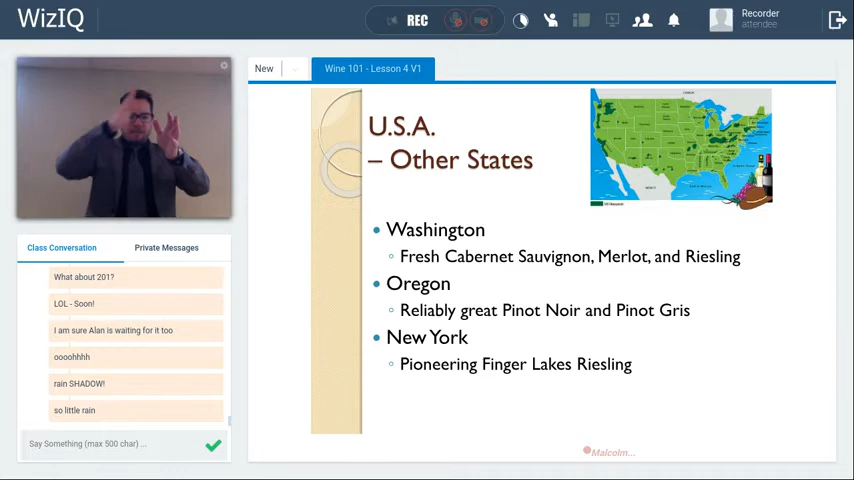 WizIQ
REC
Recorder
attendee
New
Wine 101 - Lesson 4 V1
U.S.A.
– Other States
Washington
Fresh Cabernet Sauvignon, Merlot, and Riesling
Oregon
Reliably great Pinot Noir and Pinot Gris
New York
Pioneering Finger Lakes Riesling
Malcolm...
Class Conversation
Private Messages
What about 201?
LOL - Soon!
I am sure Alan is waiting for it too
oooohhhh
rain SHADOW!
so little rain
Say Something (max 500 char) ...